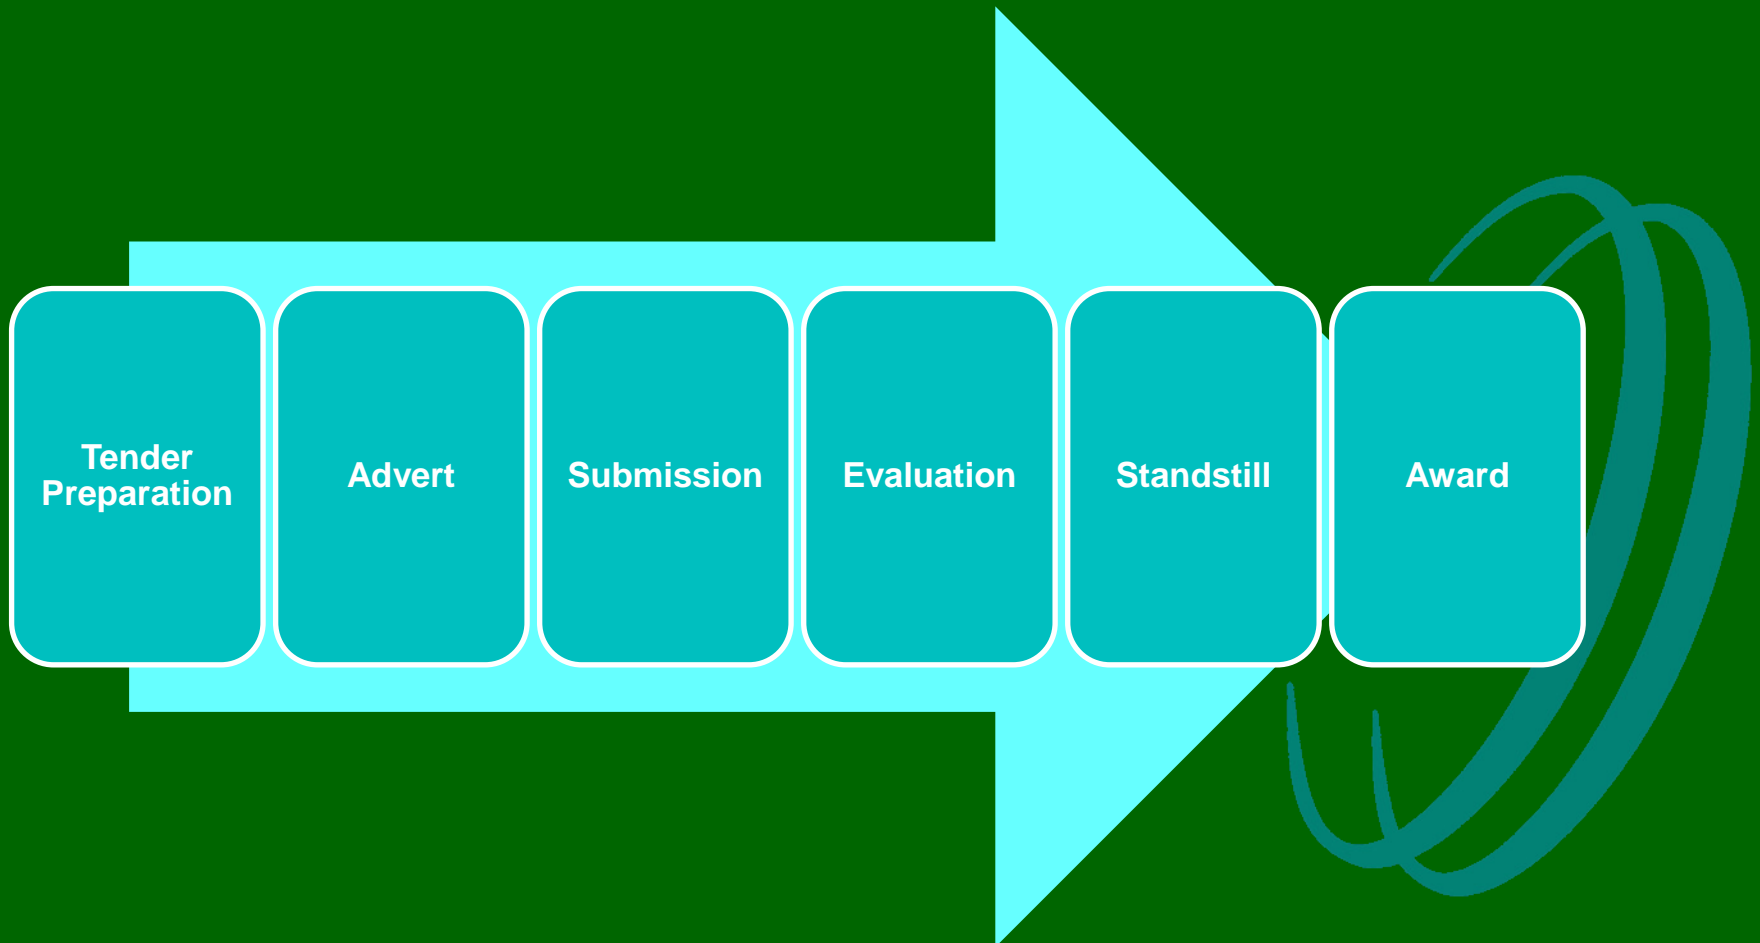 Tender
Preparation
Advert
Submission
Evaluation
Standstill
Award